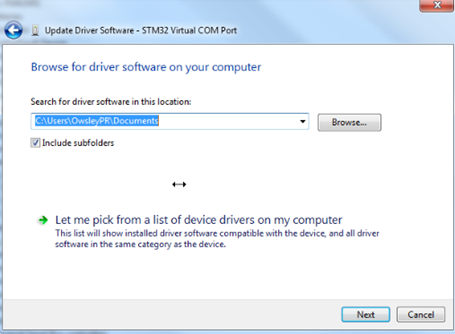 Update Driver Software - STM32 Virtual COM Port
Browse for driver software on your computer
Search for driver software in this location:
C:\Users\OwsleyPR\Documents
Browse...
Include subfolders
Let me pick from a list of device drivers on my computer
This list will show installed driver software compatible with the device, and all driver
software in the same category as the device.
Next
Cancel